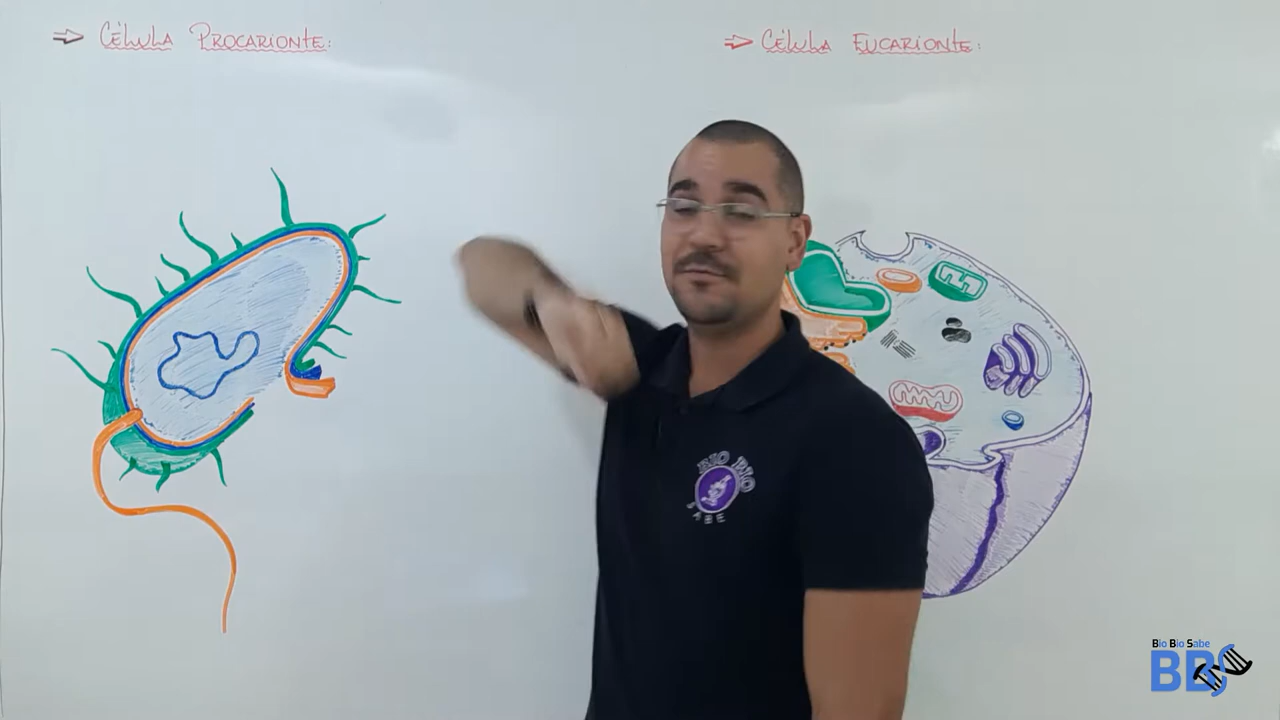 ⇒ CÉLULA PROCARIONTE:
⇒ CÉLULA EUCARIONTE:
BIO BIO
SABE
Bio Bio Sabe
BBS